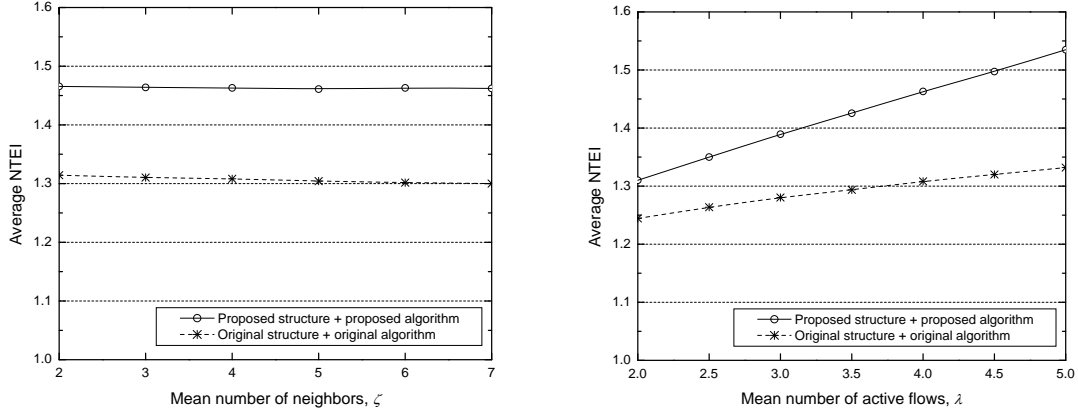 1.6
1.5
1.4
1.3
1.2
1.1
1.0
Average NTEI
Proposed structure + proposed algorithm
Original structure + original algorithm
2 3 4 5 6 7
Mean number of neighbors, ζ
1.6
1.5
1.4
1.3
1.2
1.1
1.0
Average NTEI
Proposed structure + proposed algorithm
Original structure + original algorithm
2.0 2.5 3.0 3.5 4.0 4.5 5.0
Mean number of active flows, λ